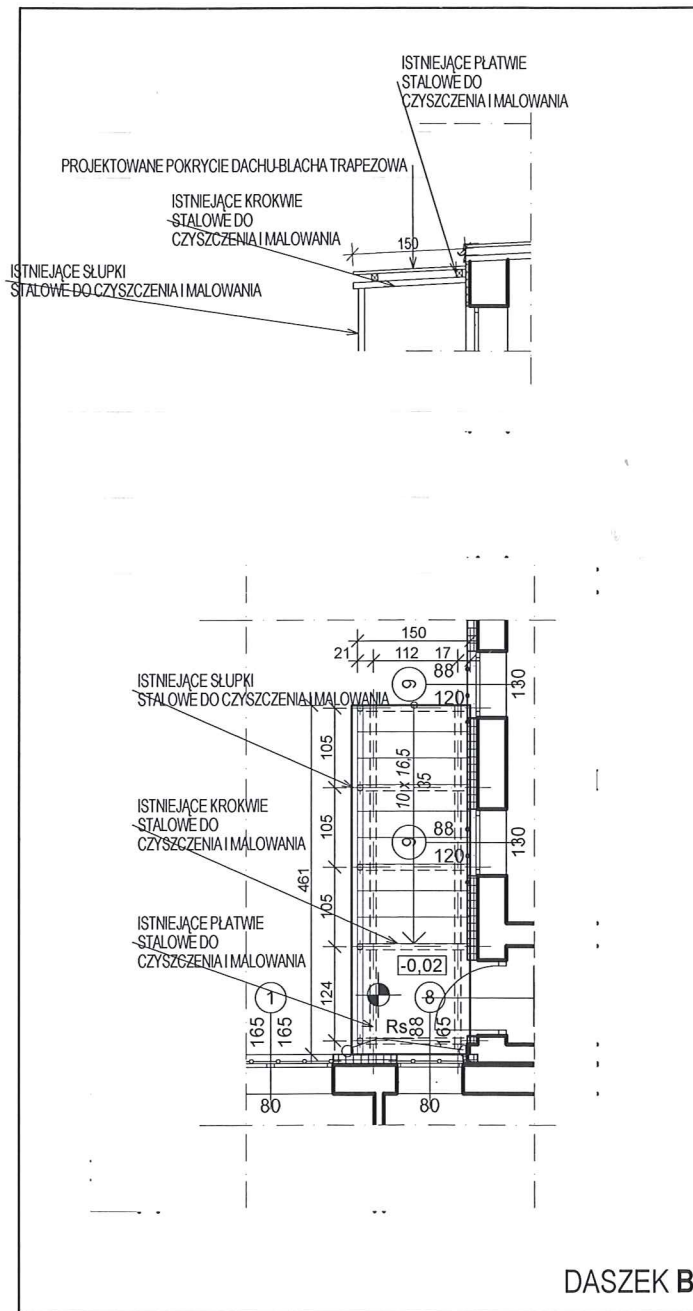 ISTNIEJĄCE PŁATWIE
STALOWE DO
CZYSZCZENIA I MALOWANIA
PROJEKTOWANE POKRYCIE DACHU-BLACHA TRAPEZOWA
ISTNIEJĄCE KROKWIE
STALOWE DO
CZYSZCZENIA I MALOWANIA
150
ISTNIEJĄCE SŁUPKI
STALOWE DO CZYSZCZENIA I MALOWANIA
150
21 112 17
88
9
120
130
ISTNIEJĄCE SŁUPKI
STALOWE DO CZYSZCZENIA I MALOWANIA
105
10 x 16,5
35
ISTNIEJĄCE KROKWIE
STALOWE DO
CZYSZCZENIA I MALOWANIA
105
88
9
120
130
461
105
ISTNIEJĄCE PŁATWIE
STALOWE DO
CZYSZCZENIA I MALOWANIA
-0,02
124
1
8
165
165
Rs
88
165
80
80
DASZEK B